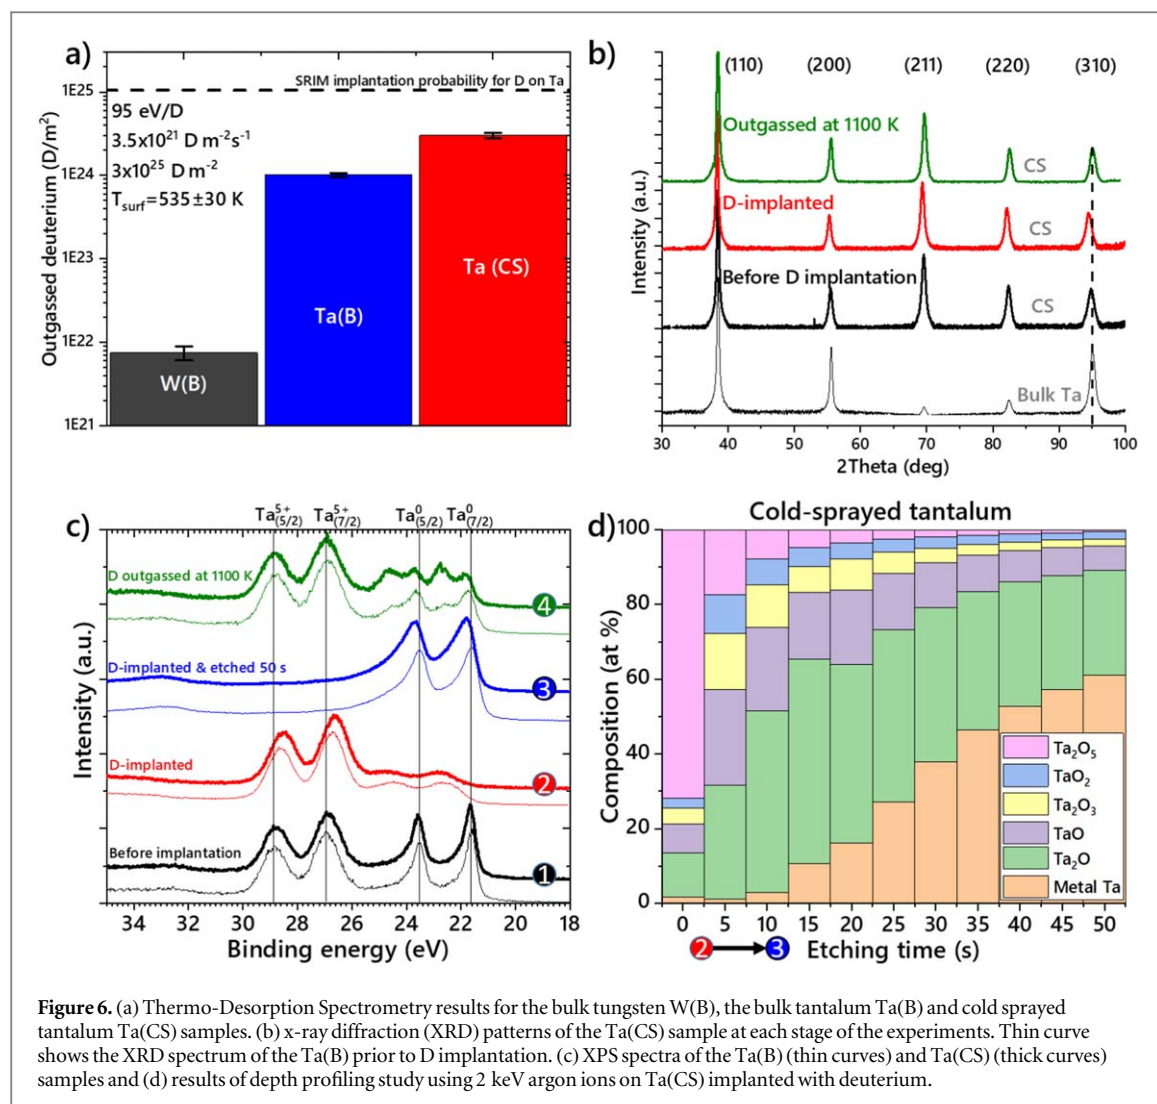 a)
SRIM implantation probability for D on Ta
95 eV/D
3.5x10²¹ D m⁻²s⁻¹
3x10²⁵ D m⁻²
T_surf=535±30 K
Outgassed deuterium (D/m²)
1E25
1E24
1E23
1E22
1E21
W(B)
Ta(B)
Ta (CS)
b)
(110) (200) (211) (220) (310)
Outgassed at 1100 K
CS
D-implanted
CS
Before D implantation
CS
Bulk Ta
Intensity (a.u.)
30 40 50 60 70 80 90 100
2Theta (deg)
c)
Ta⁵⁺(5/2) Ta⁵⁺(7/2) Ta⁰(5/2) Ta⁰(7/2)
D outgassed at 1100 K
4
D-implanted & etched 50 s
3
D-implanted
2
Before implantation
1
Intensity (a.u.)
34 32 30 28 26 24 22 20 18
Binding energy (eV)
d)
Cold-sprayed tantalum
Composition (at %)
100
80
60
40
20
0
Ta₂O₅
TaO₂
Ta₂O₃
TaO
Ta₂O
Metal Ta
0 5 10 15 20 25 30 35 40 45 50
2 3 Etching time (s)
Figure 6. (a) Thermo-Desorption Spectrometry results for the bulk tungsten W(B), the bulk tantalum Ta(B) and cold sprayed
tantalum Ta(CS) samples. (b) x-ray diffraction (XRD) patterns of the Ta(CS) sample at each stage of the experiments. Thin curve
shows the XRD spectrum of the Ta(B) prior to D implantation. (c) XPS spectra of the Ta(B) (thin curves) and Ta(CS) (thick curves)
samples and (d) results of depth profiling study using 2 keV argon ions on Ta(CS) implanted with deuterium.